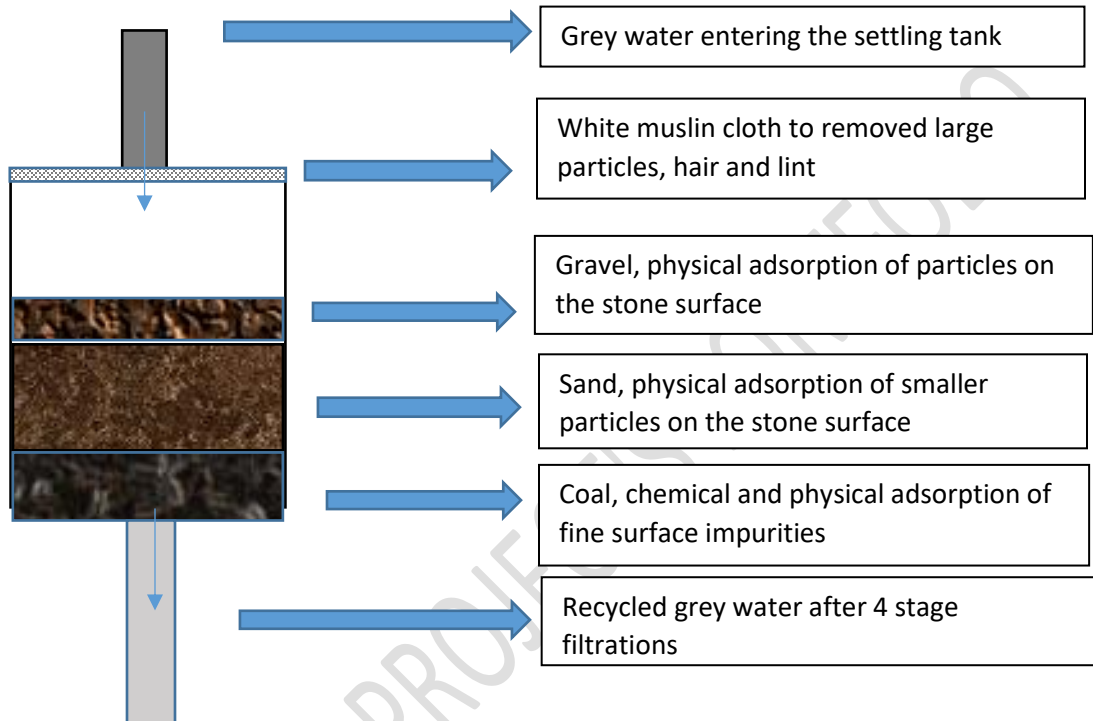 Grey water entering the settling tank
White muslin cloth to removed large
particles, hair and lint
Gravel, physical adsorption of particles on
the stone surface
Sand, physical adsorption of smaller
particles on the stone surface
Coal, chemical and physical adsorption of
fine surface impurities
Recycled grey water after 4 stage
filtrations